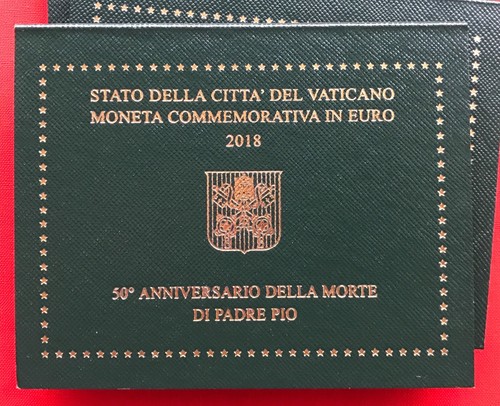 STATO DELLA CITTA' DEL VATICANO
MONETA COMMEMORATIVA IN EURO
2018
50° ANNIVERSARIO DELLA MORTE
DI PADRE PIO